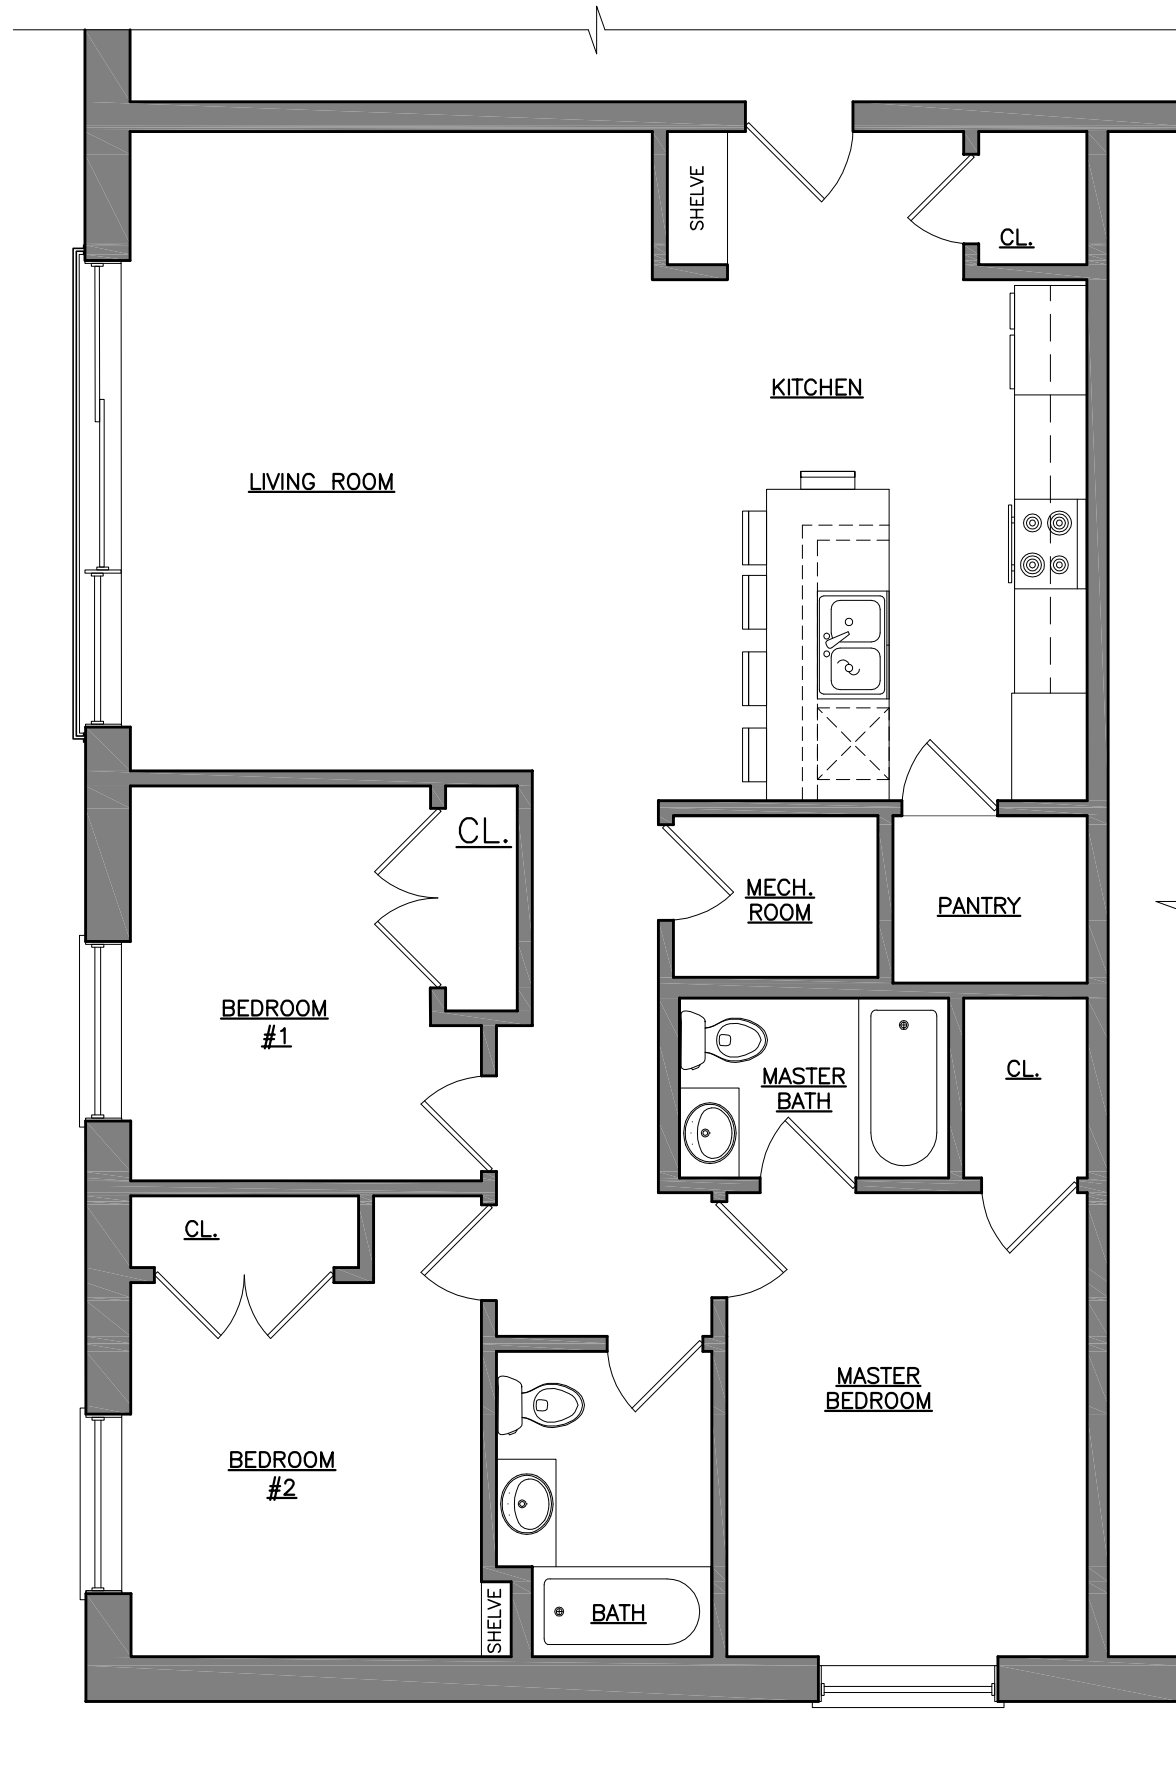 SHELVE
CL.
KITCHEN
LIVING ROOM
CL.
MECH.
ROOM
PANTRY
BEDROOM
#1
MASTER
BATH
CL.
CL.
MASTER
BEDROOM
BEDROOM
#2
SHELVE
BATH